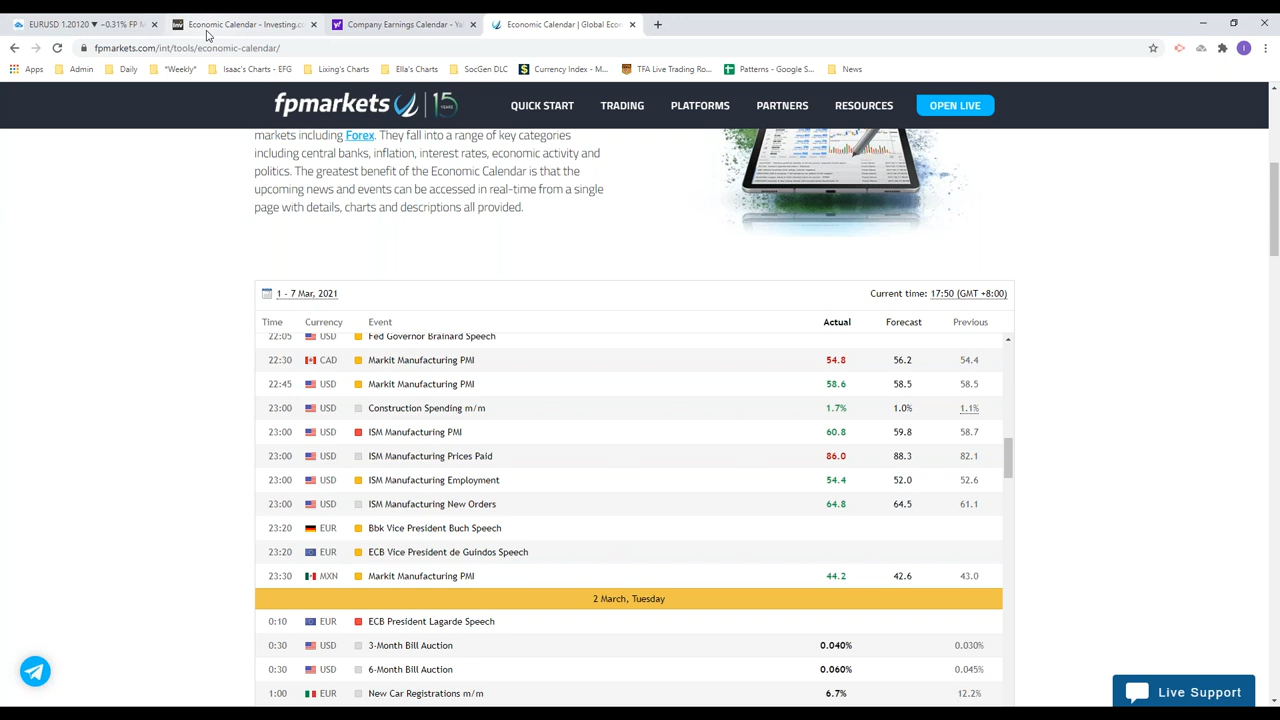 EURUSD 1.20120 ▼ −0.31% FP M
Economic Calendar - Investing.co
Company Earnings Calendar - Ya
Economic Calendar | Global Econ
fpmarkets.com/int/tools/economic-calendar/
Apps Admin Daily *Weekly* Isaac's Charts - EFG Lixing's Charts Ella's Charts SocGen DLC Currency Index - M... TFA Live Trading Ro... Patterns - Google S... News
fpmarkets 15 YEARS QUICK START TRADING PLATFORMS PARTNERS RESOURCES OPEN LIVE
markets including Forex. They fall into a range of key categories
including central banks, inflation, interest rates, economic activity and
politics. The greatest benefit of the Economic Calendar is that the
upcoming news and events can be accessed in real-time from a single
page with details, charts and descriptions all provided.
1 - 7 Mar, 2021 Current time: 17:50 (GMT +8:00)
Time Currency Event Actual Forecast Previous
22:05 USD Fed Governor Brainard Speech
22:30 CAD Markit Manufacturing PMI 54.8 56.2 54.4
22:45 USD Markit Manufacturing PMI 58.6 58.5 58.5
23:00 USD Construction Spending m/m 1.7% 1.0% 1.1%
23:00 USD ISM Manufacturing PMI 60.8 59.8 58.7
23:00 USD ISM Manufacturing Prices Paid 86.0 88.3 82.1
23:00 USD ISM Manufacturing Employment 54.4 52.0 52.6
23:00 USD ISM Manufacturing New Orders 64.8 64.5 61.1
23:20 EUR Bbk Vice President Buch Speech
23:20 EUR ECB Vice President de Guindos Speech
23:30 MXN Markit Manufacturing PMI 44.2 42.6 43.0
2 March, Tuesday
0:10 EUR ECB President Lagarde Speech
0:30 USD 3-Month Bill Auction 0.040% 0.030%
0:30 USD 6-Month Bill Auction 0.060% 0.045%
1:00 EUR New Car Registrations m/m 6.7% 12.2%
Live Support